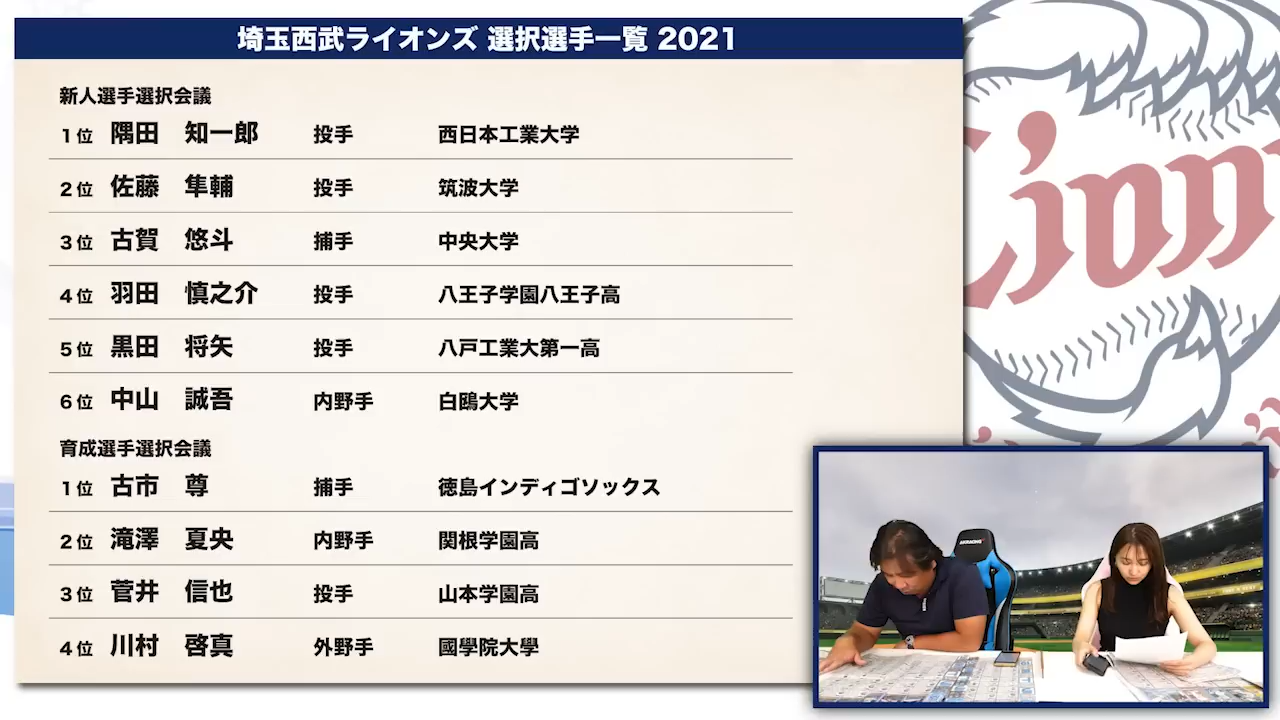 埼玉西武ライオンズ 選択選手一覧 2021
新人選手選択会議
1位 隅田 知一郎 投手 西日本工業大学
2位 佐藤 隼輔 投手 筑波大学
3位 古賀 悠斗 捕手 中央大学
4位 羽田 慎之介 投手 八王子学園八王子高
5位 黒田 将矢 投手 八戸工業大第一高
6位 中山 誠吾 内野手 白鷗大学
育成選手選択会議
1位 古市 尊 捕手 徳島インディゴソックス
2位 滝澤 夏央 内野手 関根学園高
3位 菅井 信也 投手 山本学園高
4位 川村 啓真 外野手 國學院大學
Lions
AKRACING